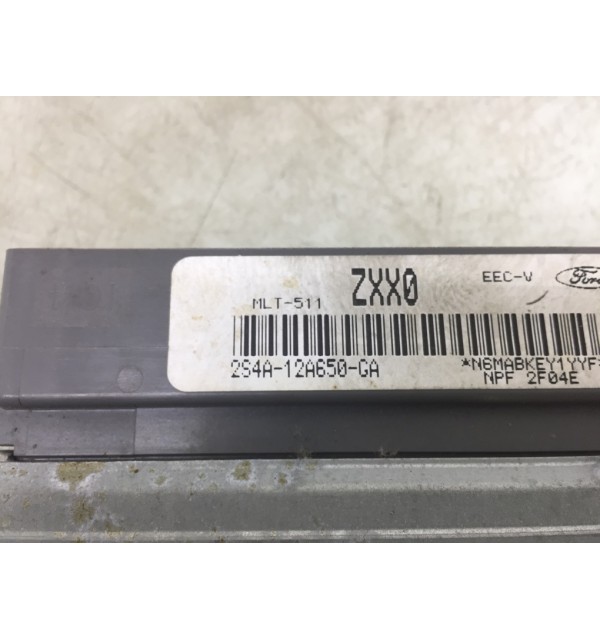 ZXX0 EEC-V Ford
MLT-511
2S4A-12A650-GA *N6MABKEY1YYF*
NPF 2F04E